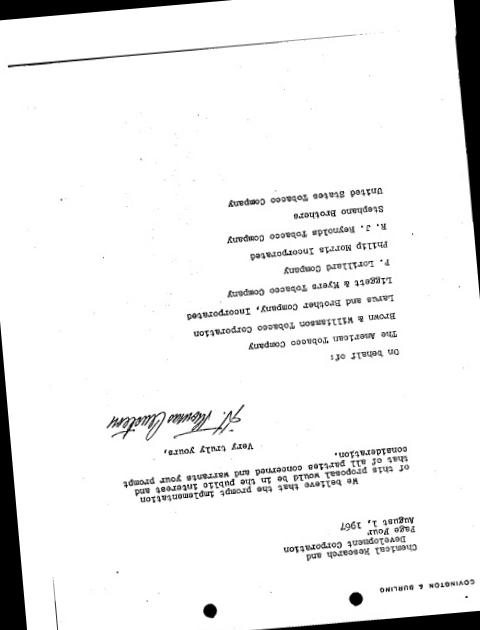 COVINGTON & BURLING
Chemical Research and
Development Corporation
Page Four
August 1, 1967
We believe that the prompt implementation
of this proposal would be in the public interest and
that of all parties concerned and warrants your prompt
consideration.
Very truly yours,
H. Thomas Austern
On behalf of:
The American Tobacco Company
Brown & Williamson Tobacco Corporation
Larus and Brother Company, Incorporated
Liggett & Myers Tobacco Company
P. Lorillard Company
Philip Morris Incorporated
R. J. Reynolds Tobacco Company
Stephano Brothers
United States Tobacco Company